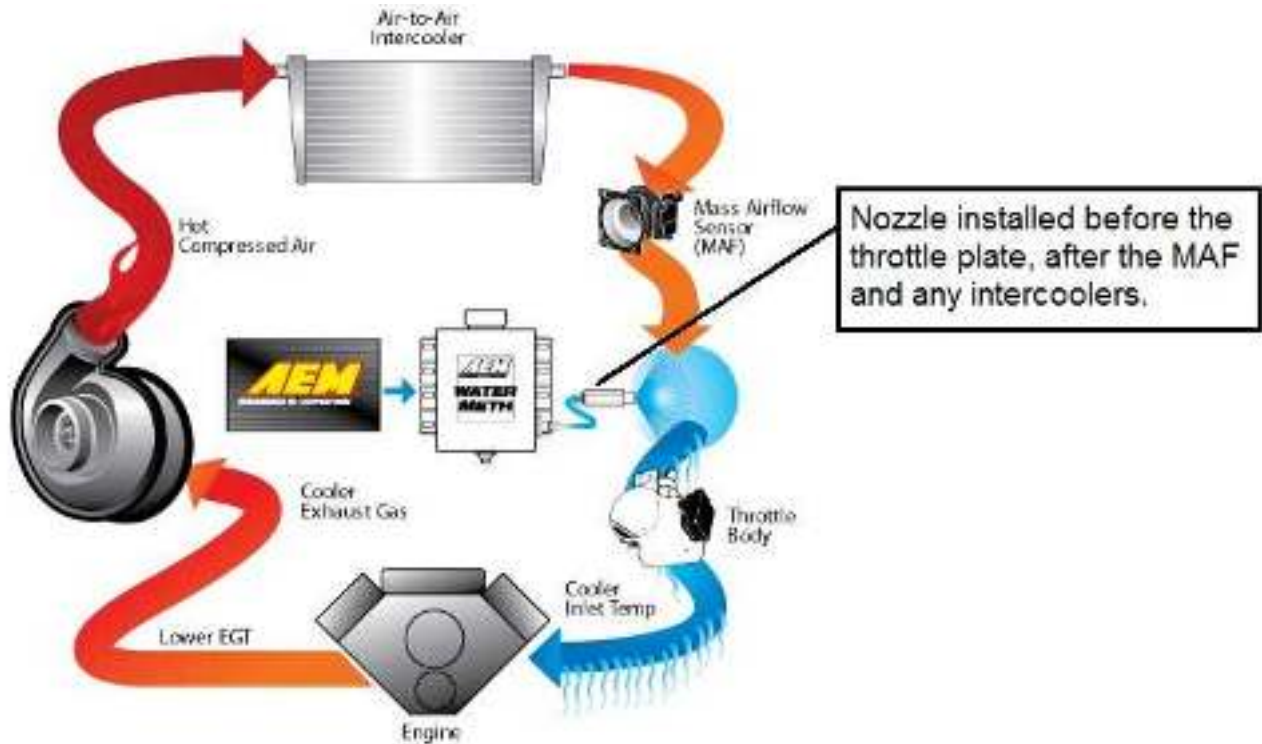 Air-to-Air
Intercooler
Hot
Compressed Air
Mass Airflow
Sensor
(MAF)
Nozzle installed before the
throttle plate, after the MAF
and any intercoolers.
AEM
AEM
WATER
METH
Cooler
Exhaust Gas
Throttle
Body
Cooler
Inlet Temp
Lower EGT
Engine